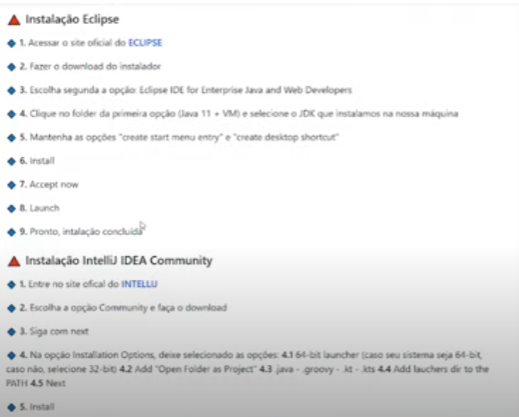 Instalação Eclipse
1. Acessar o site oficial do ECLIPSE
2. Fazer o download do instalador
3. Escolha segunda a opção: Eclipse IDE for Enterprise Java and Web Developers
4. Clique no folder da primeira opção (Java 11 + VM) e selecione o JDK que instalamos na nossa máquina
5. Mantenha as opções "create start menu entry" e "create desktop shortcut"
6. Install
7. Accept now
8. Launch
9. Pronto, intalação concluída
Instalação IntelliJ IDEA Community
1. Entre no site ofical do INTELLIJ
2. Escolha a opção Community e faça o download
3. Siga com next
4. Na opção Installation Options, deixe selecionado as opções: 4.1 64-bit launcher (caso seu sistema seja 64-bit,
caso não, selecione 32-bit) 4.2 Add "Open Folder as Project" 4.3 .java - .groovy - .kt - .kts 4.4 Add lauchers dir to the
PATH 4.5 Next
5. Install